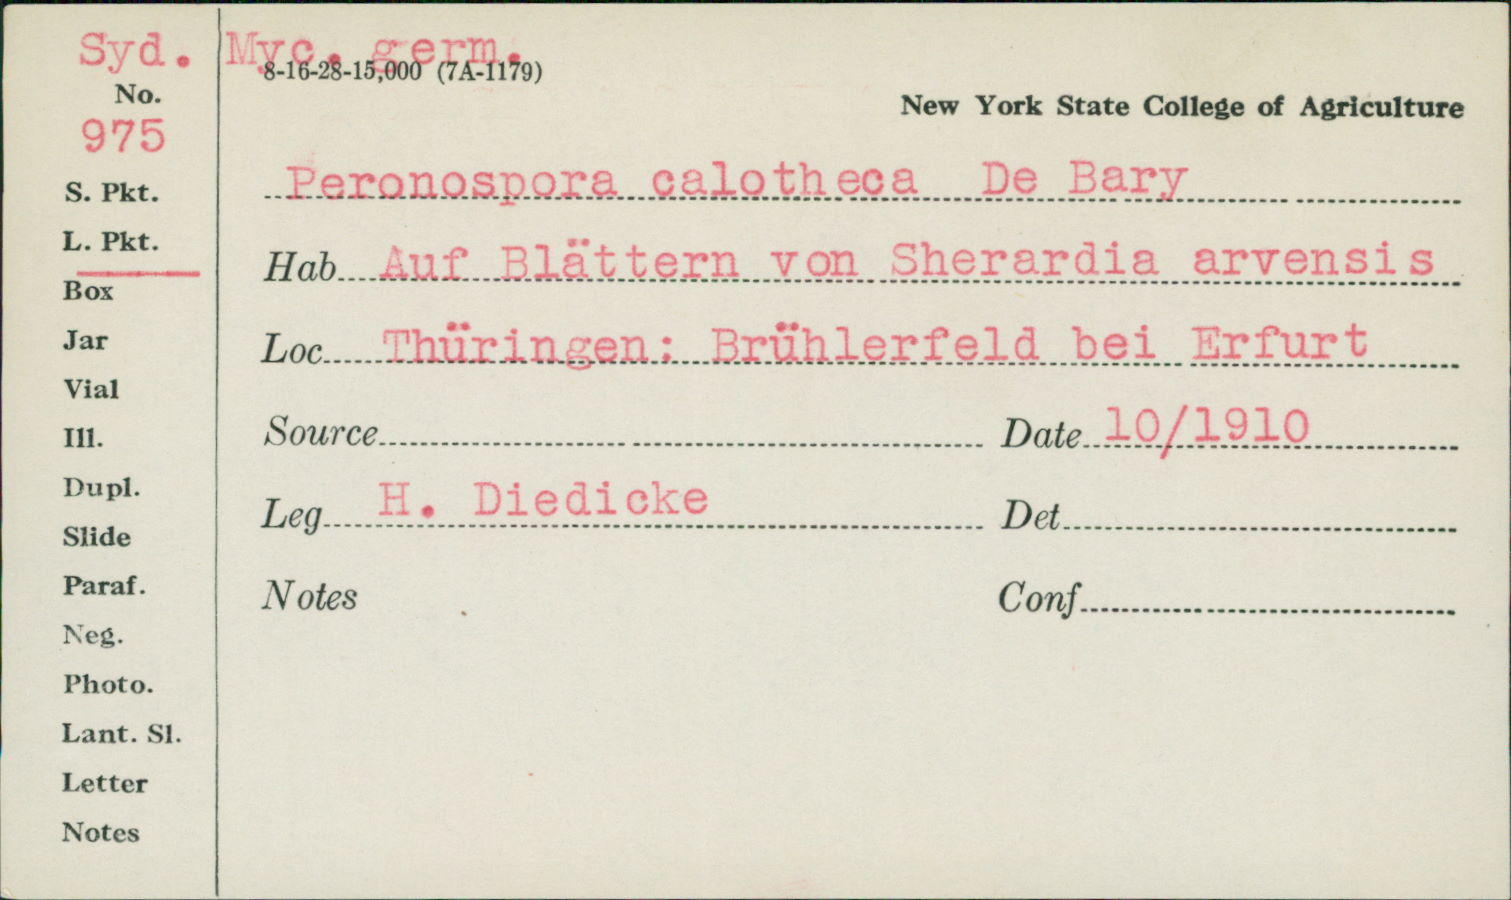 Syd. Myc. germ.
8-16-28-15,000 (7A-1179)
No.
975
New York State College of Agriculture
S. Pkt.
Peronospora calotheca De Bary
L. Pkt.
Hab Auf Blättern von Sherardia arvensis
Box
Jar
Loc Thüringen: Brühlerfeld bei Erfurt
Vial
Ill.
Source Date 10/1910
Dupl.
Leg H. Diedicke Det
Slide
Paraf.
Notes Conf
Neg.
Photo.
Lant. Sl.
Letter
Notes